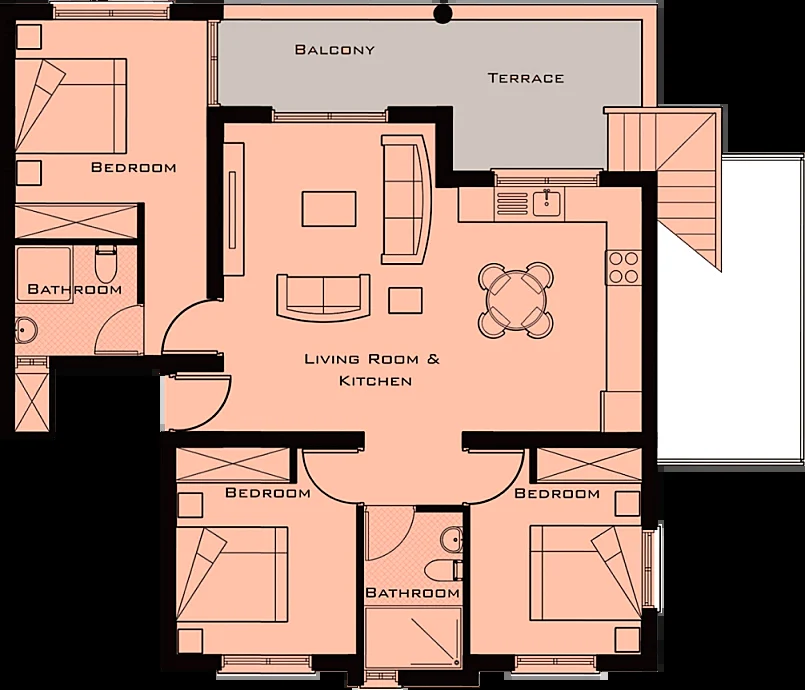 BALCONY
TERRACE
BEDROOM
BATHROOM
LIVING ROOM &
KITCHEN
BEDROOM
BEDROOM
BATHROOM